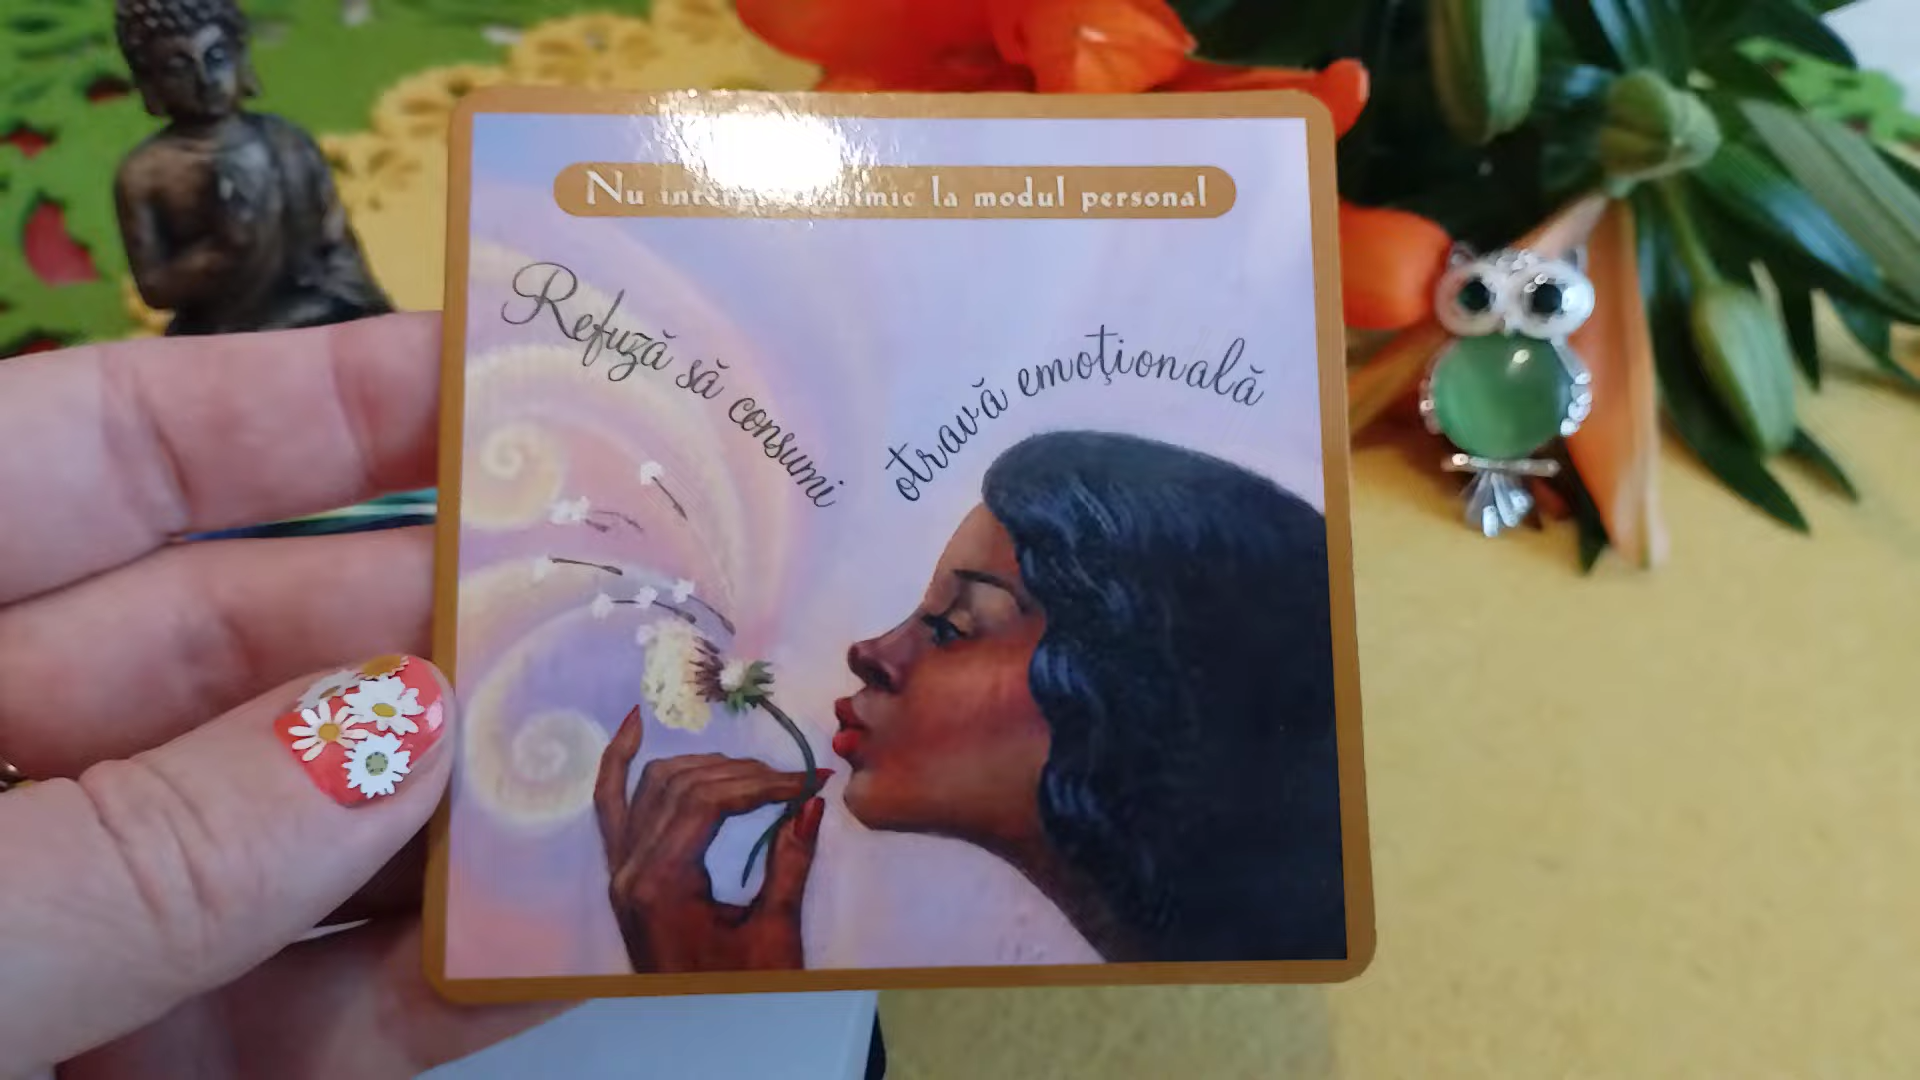 Nu nimic la modul personal
Refuză să consumi
otravă emoţională